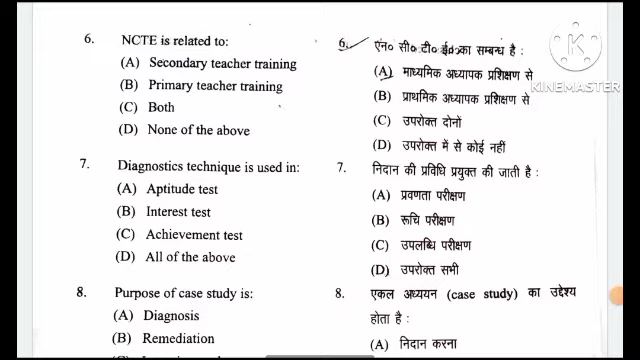 6. NCTE is related to:
(A) Secondary teacher training
(B) Primary teacher training
(C) Both
(D) None of the above
7. Diagnostics technique is used in:
(A) Aptitude test
(B) Interest test
(C) Achievement test
(D) All of the above
8. Purpose of case study is:
(A) Diagnosis
(B) Remediation
6. एन० सी० टी० ई० का सम्बन्ध है :
(A) माध्यमिक अध्यापक प्रशिक्षण से
(B) प्राथमिक अध्यापक प्रशिक्षण से
(C) उपरोक्त दोनों
(D) उपरोक्त में से कोई नहीं
7. निदान की प्रविधि प्रयुक्त की जाती है :
(A) प्रवणता परीक्षण
(B) रूचि परीक्षण
(C) उपलब्धि परीक्षण
(D) उपरोक्त सभी
8. एकल अध्ययन (case study) का उद्देश्य
होता है :
(A) निदान करना
K
KINEMASTER